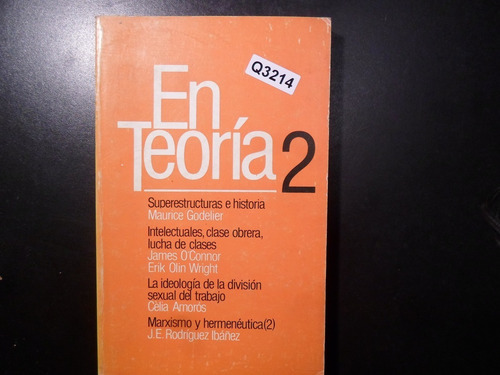 Q3214
En
Teoría 2
Superestructuras e historia
Maurice Godelier
Intelectuales, clase obrera,
lucha de clases
James O'Connor
Erik Olin Wright
La ideología de la división
sexual del trabajo
Celia Amorós
Marxismo y hermenéutica(2)
J.E. Rodríguez Ibáñez